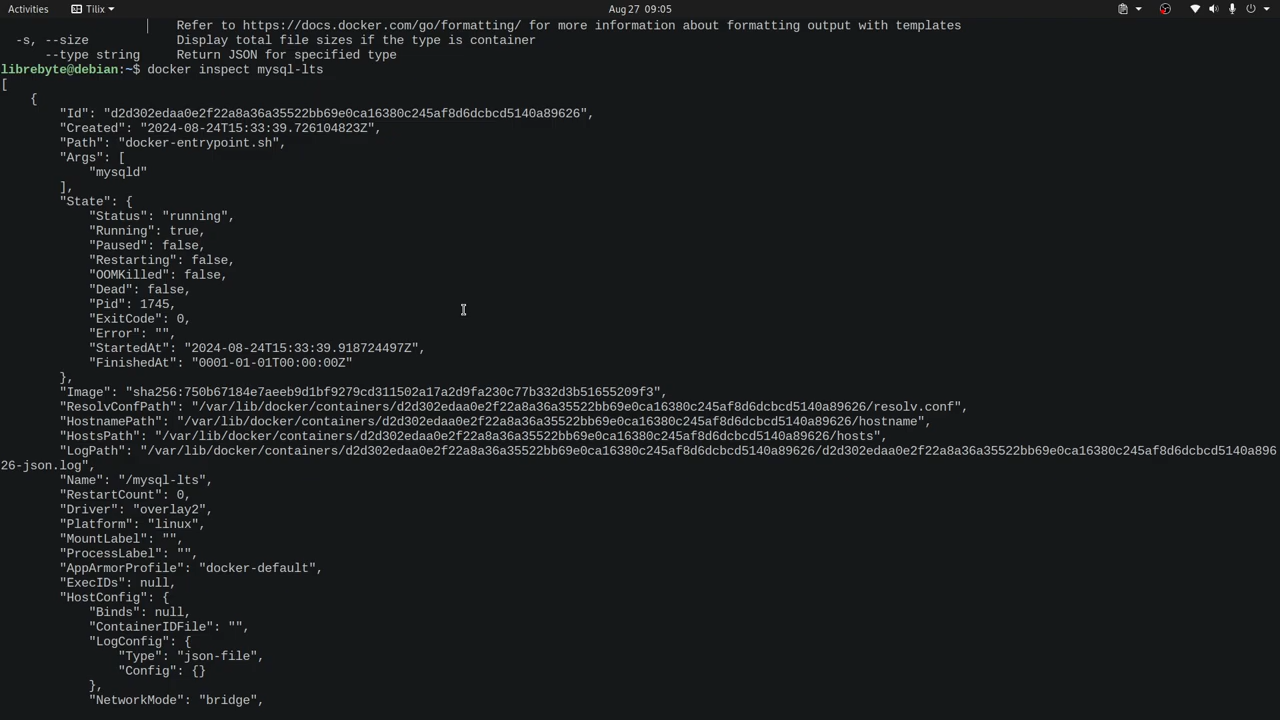 Activities Tilix Aug 27 09:05
Refer to https://docs.docker.com/go/formatting/ for more information about formatting output with templates
-s, --size Display total file sizes if the type is container
--type string Return JSON for specified type
librebyte@debian:~$ docker inspect mysql-lts
[
{
"Id": "d2d302edaa0e2f22a8a36a35522bb69e0ca16380c245af8d6dcbcd5140a89626",
"Created": "2024-08-24T15:33:39.726104823Z",
"Path": "docker-entrypoint.sh",
"Args": [
"mysqld"
],
"State": {
"Status": "running",
"Running": true,
"Paused": false,
"Restarting": false,
"OOMKilled": false,
"Dead": false,
"Pid": 1745,
"ExitCode": 0,
"Error": "",
"StartedAt": "2024-08-24T15:33:39.918724497Z",
"FinishedAt": "0001-01-01T00:00:00Z"
},
"Image": "sha256:750b67184e7aeeb9d1bf9279cd311502a17a2d9fa230c77b332d3b51655209f3",
"ResolvConfPath": "/var/lib/docker/containers/d2d302edaa0e2f22a8a36a35522bb69e0ca16380c245af8d6dcbcd5140a89626/resolv.conf",
"HostnamePath": "/var/lib/docker/containers/d2d302edaa0e2f22a8a36a35522bb69e0ca16380c245af8d6dcbcd5140a89626/hostname",
"HostsPath": "/var/lib/docker/containers/d2d302edaa0e2f22a8a36a35522bb69e0ca16380c245af8d6dcbcd5140a89626/hosts",
"LogPath": "/var/lib/docker/containers/d2d302edaa0e2f22a8a36a35522bb69e0ca16380c245af8d6dcbcd5140a89626/d2d302edaa0e2f22a8a36a35522bb69e0ca16380c245af8d6dcbcd5140a896
26-json.log",
"Name": "/mysql-lts",
"RestartCount": 0,
"Driver": "overlay2",
"Platform": "linux",
"MountLabel": "",
"ProcessLabel": "",
"AppArmorProfile": "docker-default",
"ExecIDs": null,
"HostConfig": {
"Binds": null,
"ContainerIDFile": "",
"LogConfig": {
"Type": "json-file",
"Config": {}
},
"NetworkMode": "bridge",